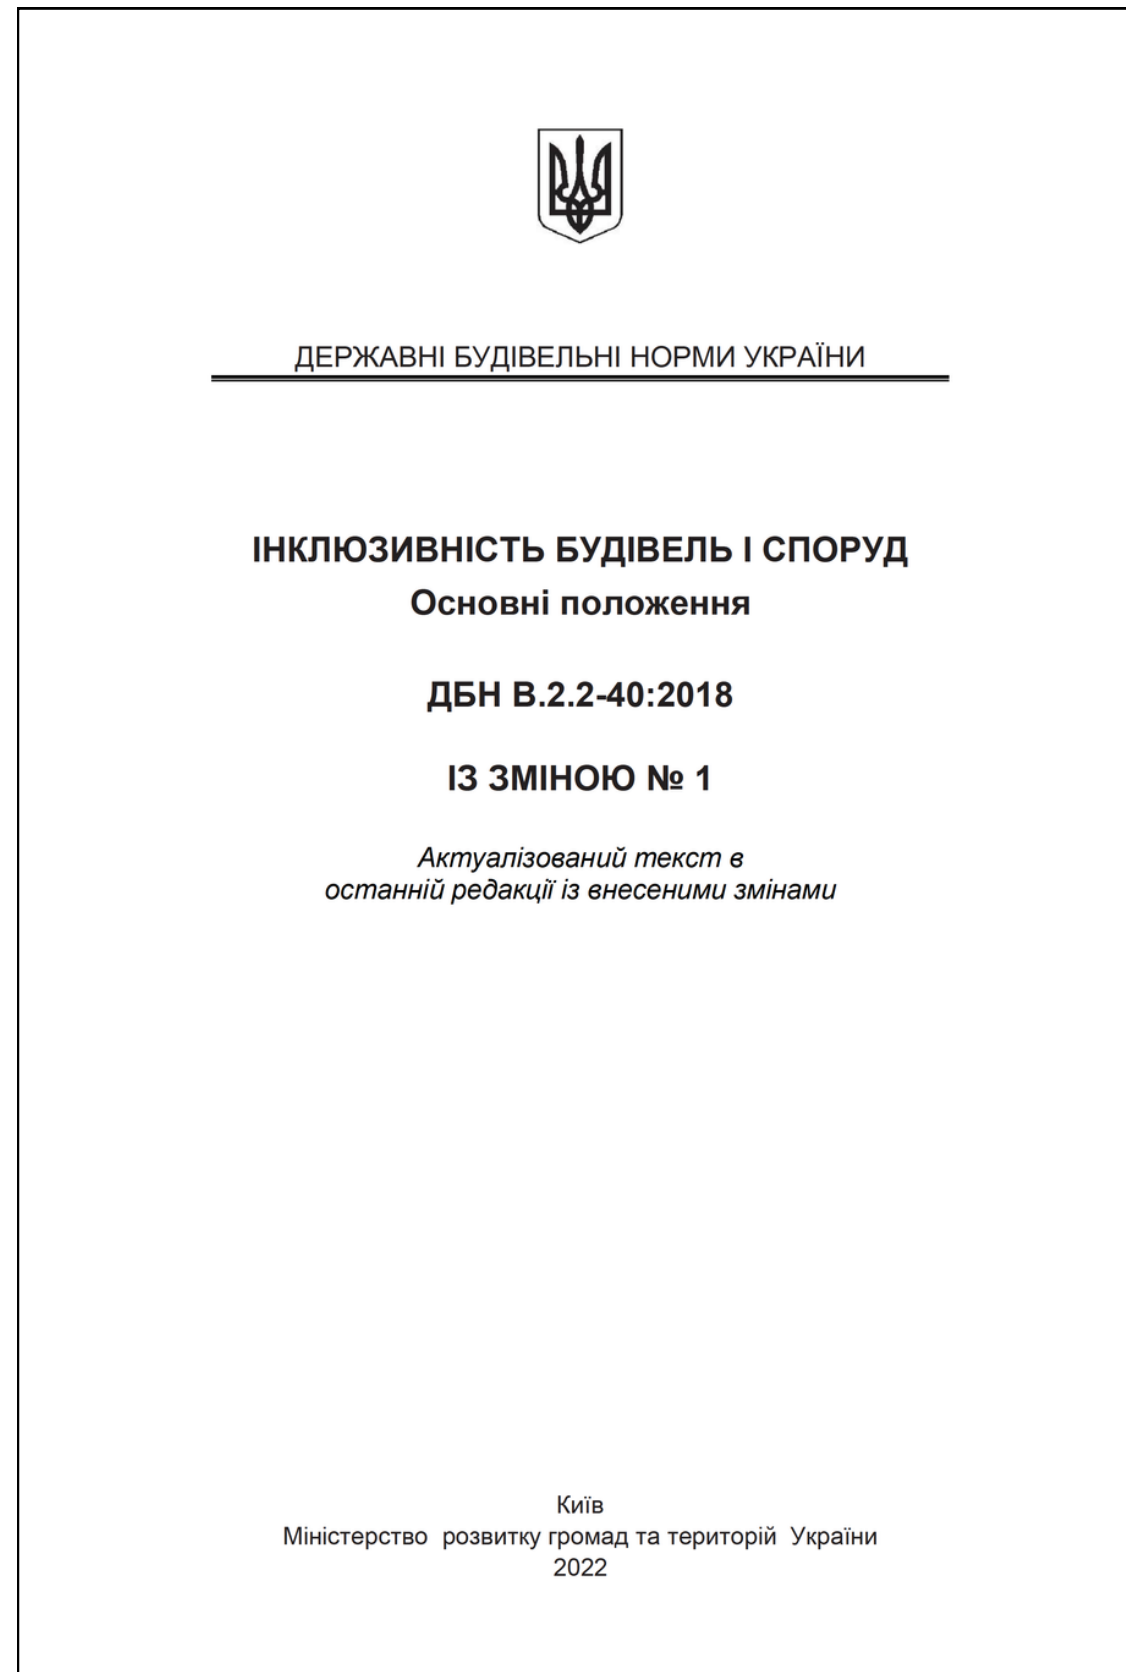 ДЕРЖАВНІ БУДІВЕЛЬНІ НОРМИ УКРАЇНИ
ІНКЛЮЗИВНІСТЬ БУДІВЕЛЬ І СПОРУД
Основні положення
ДБН В.2.2-40:2018
ІЗ ЗМІНОЮ № 1
Актуалізований текст в
останній редакції із внесеними змінами
Київ
Міністерство розвитку громад та територій України
2022